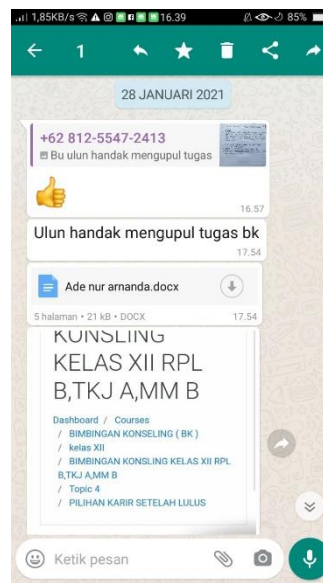 1,85KB/s 16.39 85%
1
28 JANUARI 2021
+62 812-5547-2413
Bu ulun handak mengupul tugas
16.57
Ulun handak mengupul tugas bk
17.54
Ade nur arnanda.docx
5 halaman • 21 kB • DOCX 17.54
KONSLING
KELAS XII RPL
B,TKJ A,MM B
Dashboard / Courses
/ BIMBINGAN KONSELING ( BK )
/ kelas XII
/ BIMBINGAN KONSLING KELAS XII RPL
B,TKJ A,MM B
/ Topic 4
/ PILIHAN KARIR SETELAH LULUS
Ketik pesan